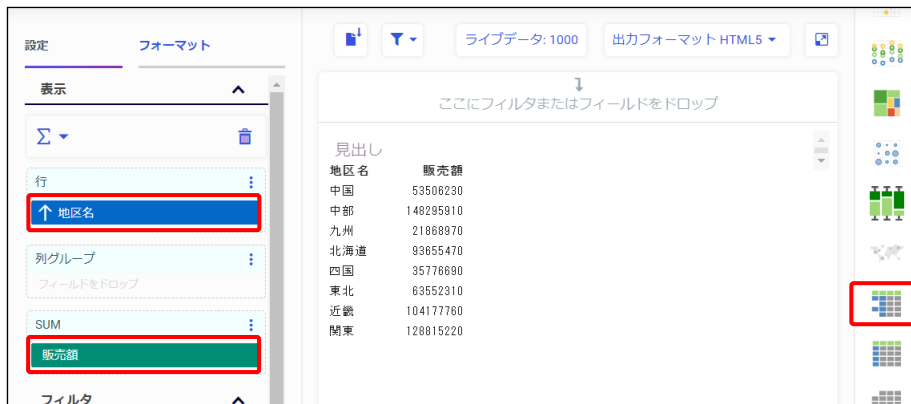 設定 フォーマット
ライブデータ: 1000 出力フォーマット HTML5
表示
ここにフィルタまたはフィールドをドロップ
Σ
見出し
行
地区名 販売額
地区名
中国 53506230
中部 148295910
九州 21868970
北海道 93655470
四国 35776690
東北 63552310
近畿 104177760
関東 128815220
列グループ
フィールドをドロップ
SUM
販売額
フィルタ